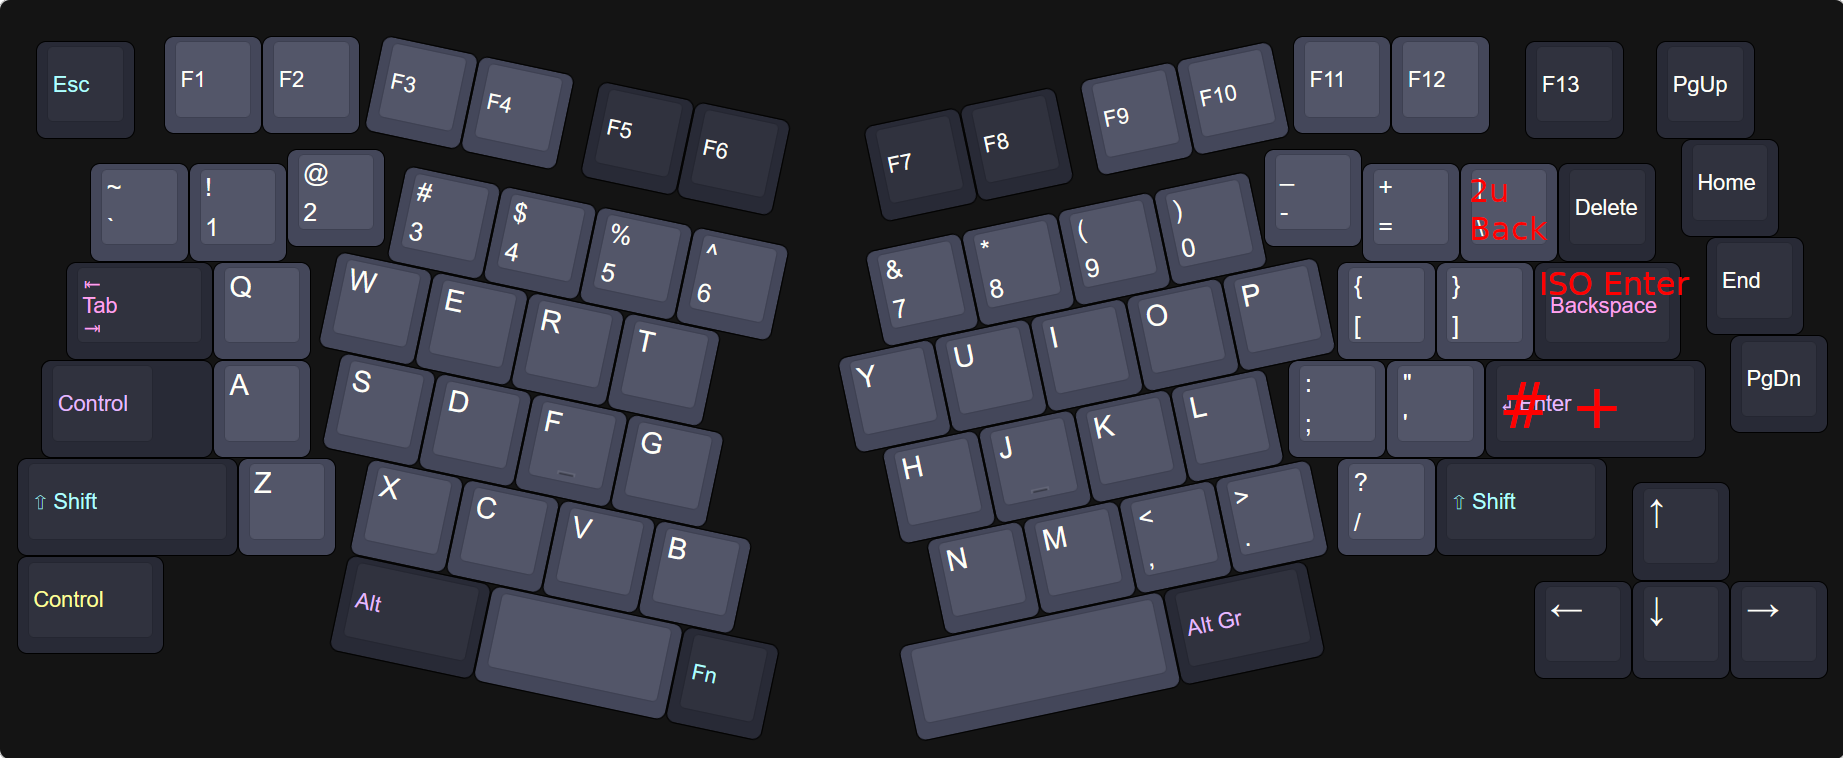 Esc
F1
F2
F3
F4
F5
F6
F7
F8
F9
F10
F11
F12
F13
PgUp
~
`
!
1
@
2
#
3
$
4
%
5
^
6
&
7
*
8
(
9
)
0
_
-
+
=
|
\
2u
Back
Delete
Home
⇤
Tab
⇥
Q
W
E
R
T
Y
U
I
O
P
{
[
}
]
ISO Enter
Backspace
End
Control
A
S
D
F
G
H
J
K
L
:
;
"
'
↵Enter
# +
PgDn
⇧ Shift
Z
X
C
V
B
N
M
<
,
>
.
?
/
⇧ Shift
↑
Control
Alt
Fn
Alt Gr
←
↓
→